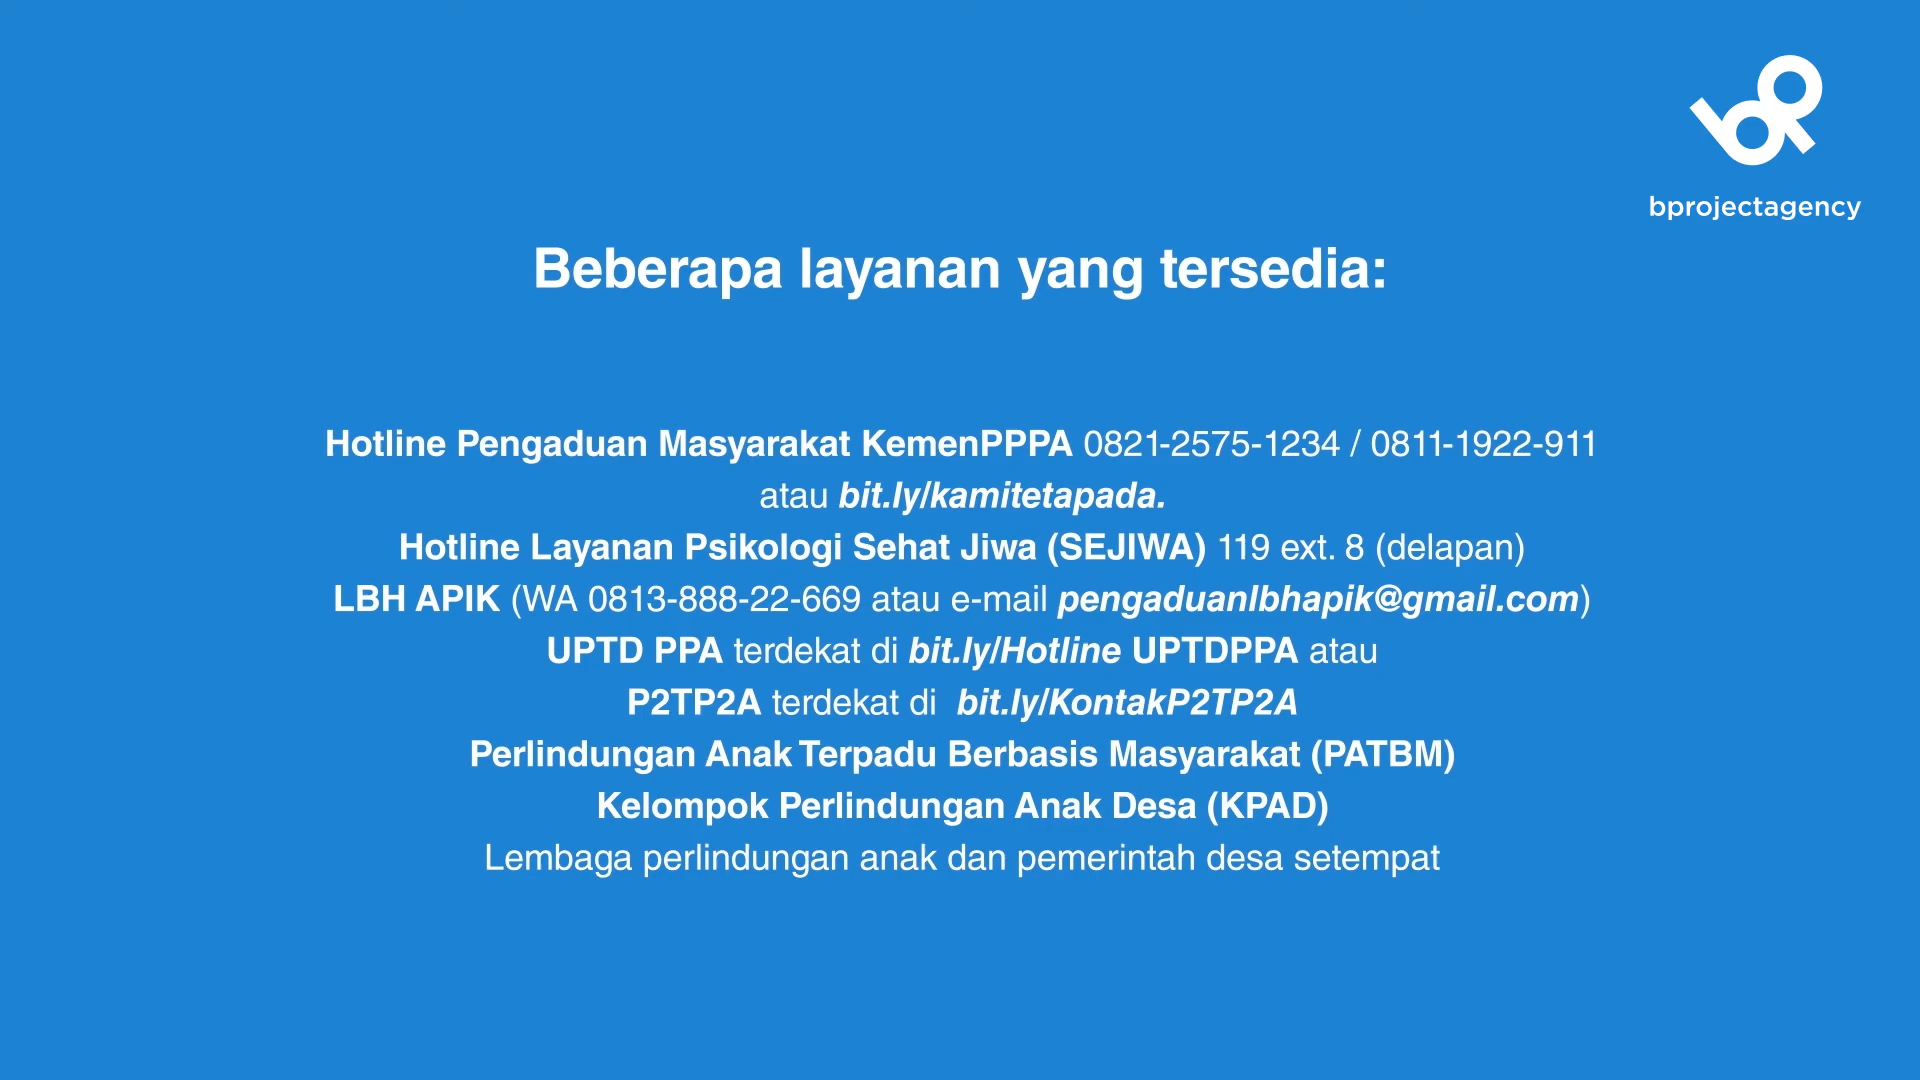 bprojectagency
Beberapa layanan yang tersedia:
Hotline Pengaduan Masyarakat KemenPPPA 0821-2575-1234 / 0811-1922-911
atau bit.ly/kamitetapada.
Hotline Layanan Psikologi Sehat Jiwa (SEJIWA) 119 ext. 8 (delapan)
LBH APIK (WA 0813-888-22-669 atau e-mail pengaduanlbhapik@gmail.com)
UPTD PPA terdekat di bit.ly/Hotline UPTDPPA atau
P2TP2A terdekat di bit.ly/KontakP2TP2A
Perlindungan Anak Terpadu Berbasis Masyarakat (PATBM)
Kelompok Perlindungan Anak Desa (KPAD)
Lembaga perlindungan anak dan pemerintah desa setempat